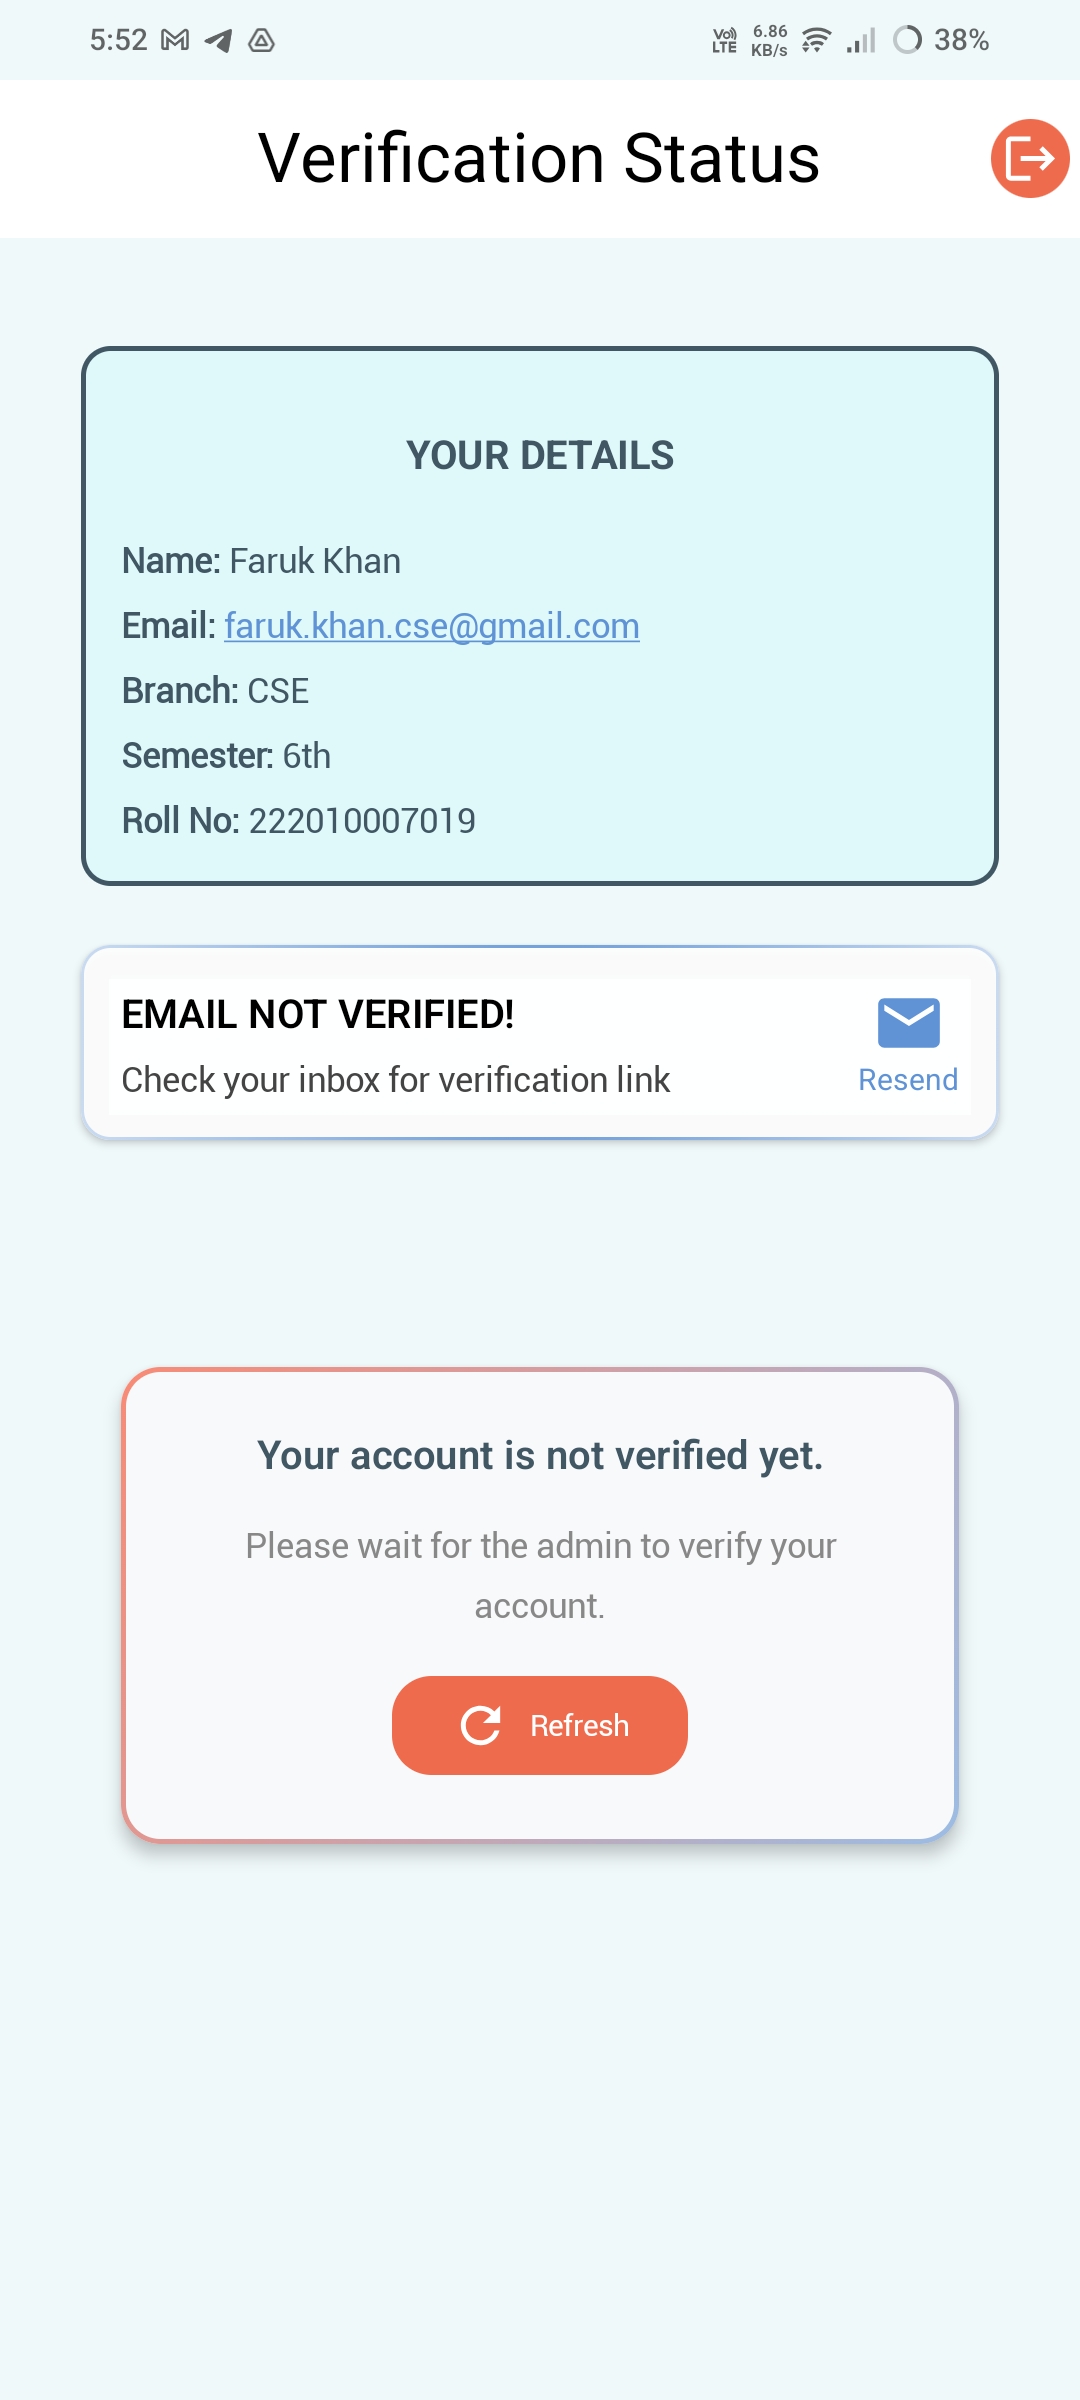 5:52
Vo)) LTE 6.86 KB/s 38%
Verification Status
YOUR DETAILS
Name: Faruk Khan
Email: faruk.khan.cse@gmail.com
Branch: CSE
Semester: 6th
Roll No: 222010007019
EMAIL NOT VERIFIED!
Check your inbox for verification link
Resend
Your account is not verified yet.
Please wait for the admin to verify your
account.
Refresh